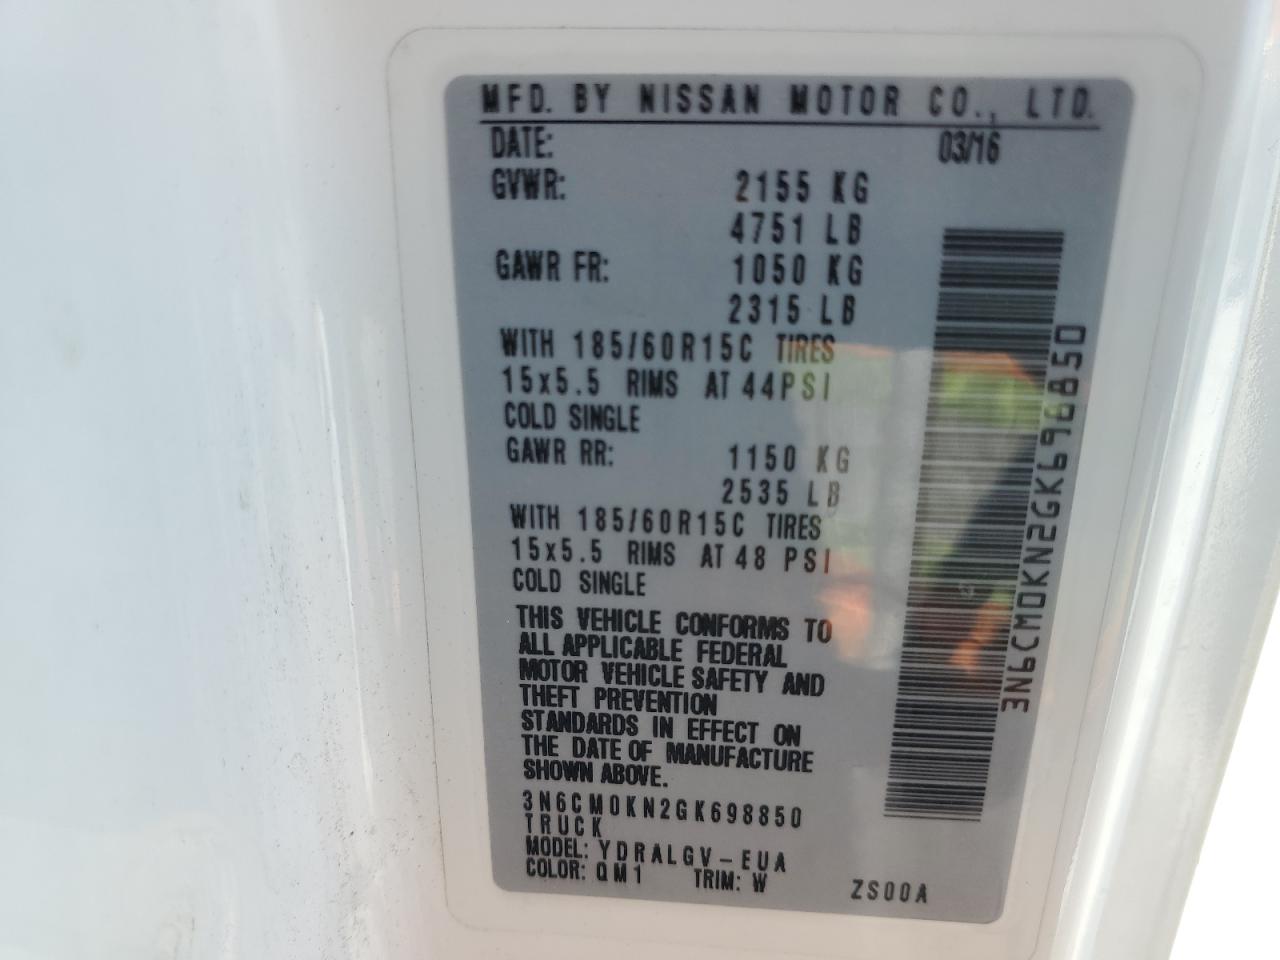 MFD. BY NISSAN MOTOR CO., LTD.
DATE: 03/16
GVWR: 2155 KG
4751 LB
GAWR FR: 1050 KG
2315 LB
WITH 185/60R15C TIRES
15x5.5 RIMS AT 44PSI
COLD SINGLE
GAWR RR: 1150 KG
2535 LB
WITH 185/60R15C TIRES
15x5.5 RIMS AT 48 PSI
COLD SINGLE
THIS VEHICLE CONFORMS TO
ALL APPLICABLE FEDERAL
MOTOR VEHICLE SAFETY AND
THEFT PREVENTION
STANDARDS IN EFFECT ON
THE DATE OF MANUFACTURE
SHOWN ABOVE.
3N6CM0KN2GK698850
TRUCK
MODEL: YDRALGV-EUA
COLOR: QM1 TRIM: W ZS00A
3N6CM0KN2GK698850